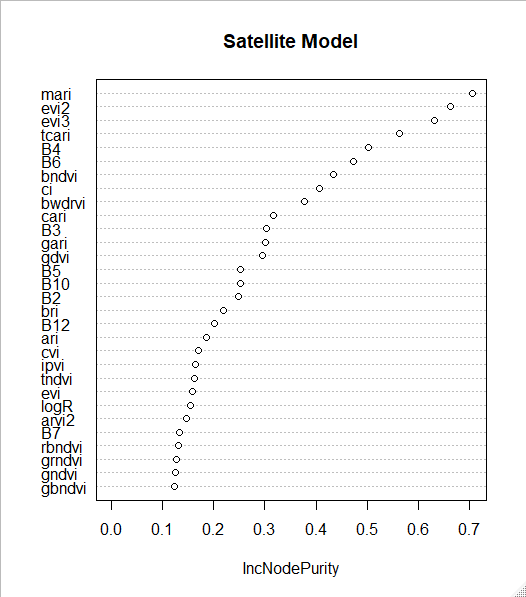 Satellite Model
mari
evi2
evi3
tcari
B4
B6
bndvi
ci
bwdrvi
cari
B3
gari
gdvi
B5
B10
B2
bri
B12
ari
cvi
ipvi
tndvi
evi
logR
arvi2
B7
rbndvi
grndvi
gndvi
gbndvi
0.0 0.1 0.2 0.3 0.4 0.5 0.6 0.7
IncNodePurity